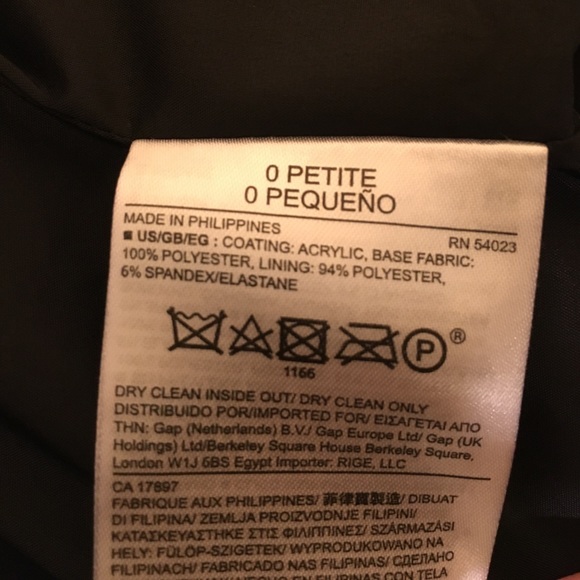 0 PETITE
0 PEQUEÑO
MADE IN PHILIPPINES RN 54023
US/GB/EG : COATING: ACRYLIC, BASE FABRIC:
100% POLYESTER, LINING: 94% POLYESTER,
6% SPANDEX/ELASTANE
P ®
1166
DRY CLEAN INSIDE OUT/ DRY CLEAN ONLY
DISTRIBUIDO POR/IMPORTED FOR/ ΕΙΣΑΓΕΤΑΙ ΑΠΟ
ΤΗΝ: Gap (Netherlands) B.V./ Gap Europe Ltd/ Gap (UK
Holdings) Ltd/Berkeley Square House Berkeley Square,
London W1J 6BS Egypt Importer: RIGE, LLC
CA 17897
FABRIQUE AUX PHILIPPINES/ 菲律賓製造/ DIBUAT
DI FILIPINA/ ZEMLJA PROIZVODNJE FILIPINI/
ΚΑΤΑΣΚΕΥΑΣΤΗΚΕ ΣΤΙΣ ΦΙΛΙΠΠΙΝΕΣ/ SZÁRMAZÁSI
HELY: FÜLÖP-SZIGETEK/ WYPRODUKOWANO NA
FILIPINACH/ FABRICADO NAS FILIPINAS/ СДЕЛАНО